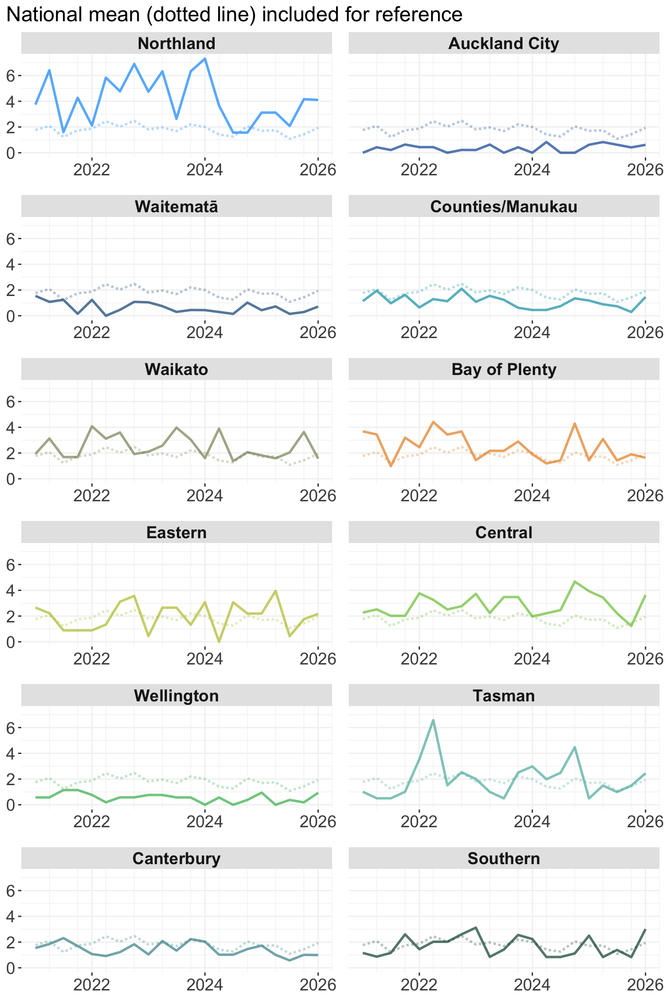 National mean (dotted line) included for reference
Northland
Auckland City
6
4
2
0
2022 2024 2026
2022 2024 2026
Waitematā
Counties/Manukau
6
4
2
0
2022 2024 2026
2022 2024 2026
Waikato
Bay of Plenty
6
4
2
0
2022 2024 2026
2022 2024 2026
Eastern
Central
6
4
2
0
2022 2024 2026
2022 2024 2026
Wellington
Tasman
6
4
2
0
2022 2024 2026
2022 2024 2026
Canterbury
Southern
6
4
2
0
2022 2024 2026
2022 2024 2026